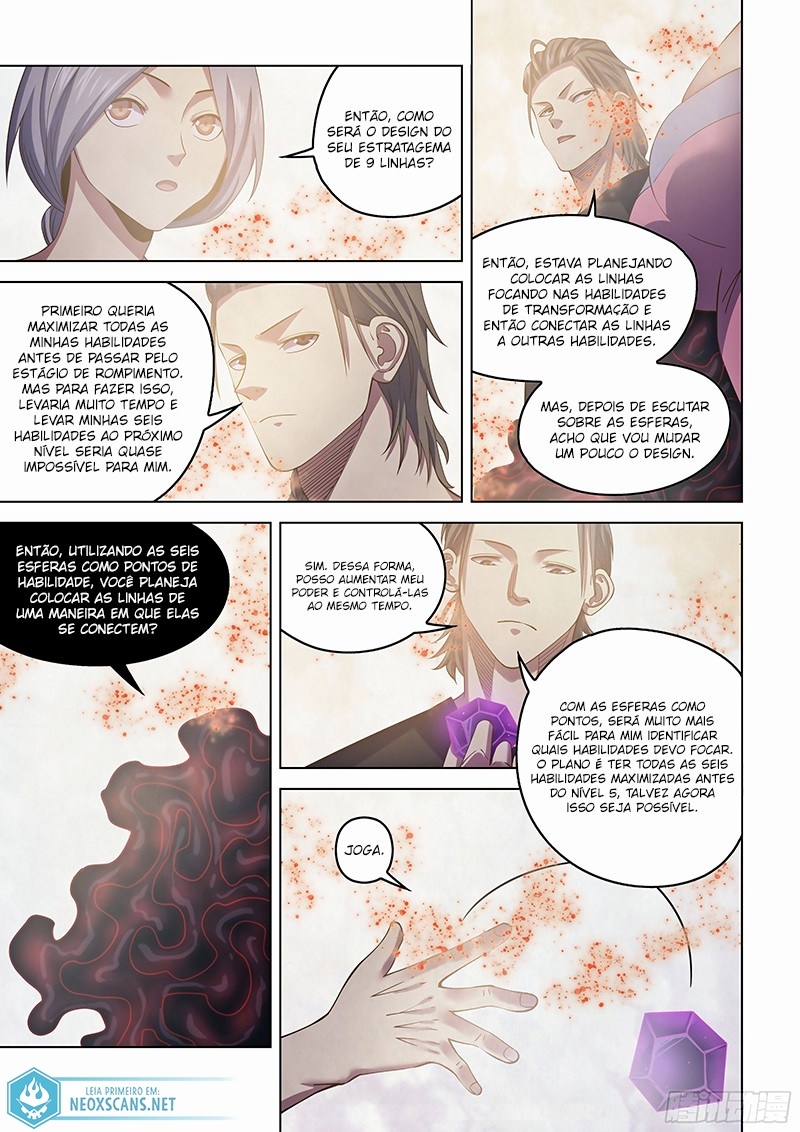 ENTÃO, COMO
SERÁ O DESIGN DO
SEU ESTRATAGEMA
DE 9 LINHAS?
ENTÃO, ESTAVA PLANEJANDO
COLOCAR AS LINHAS
FOCANDO NAS HABILIDADES
DE TRANSFORMAÇÃO E
ENTÃO CONECTAR AS LINHAS
A OUTRAS HABILIDADES.
MAS, DEPOIS DE ESCUTAR
SOBRE AS ESFERAS,
ACHO QUE VOU MUDAR
UM POUCO O DESIGN.
PRIMEIRO QUERIA
MAXIMIZAR TODAS AS
MINHAS HABILIDADES
ANTES DE PASSAR PELO
ESTÁGIO DE ROMPIMENTO.
MAS PARA FAZER ISSO,
LEVARIA MUITO TEMPO E
LEVAR MINHAS SEIS
HABILIDADES AO PRÓXIMO
NÍVEL SERIA QUASE
IMPOSSÍVEL PARA MIM.
ENTÃO, UTILIZANDO AS SEIS
ESFERAS COMO PONTOS DE
HABILIDADE, VOCÊ PLANEJA
COLOCAR AS LINHAS DE
UMA MANEIRA EM QUE ELAS
SE CONECTEM?
SIM. DESSA FORMA,
POSSO AUMENTAR MEU
PODER E CONTROLÁ-LAS
AO MESMO TEMPO.
COM AS ESFERAS COMO
PONTOS, SERÁ MUITO MAIS
FÁCIL PARA MIM IDENTIFICAR
QUAIS HABILIDADES DEVO FOCAR.
O PLANO É TER TODAS AS SEIS
HABILIDADES MAXIMIZADAS ANTES
DO NÍVEL 5, TALVEZ AGORA
ISSO SEJA POSSÍVEL.
JOGA.
LEIA PRIMEIRO EM:
NEOXSCANS.NET
腾讯动漫